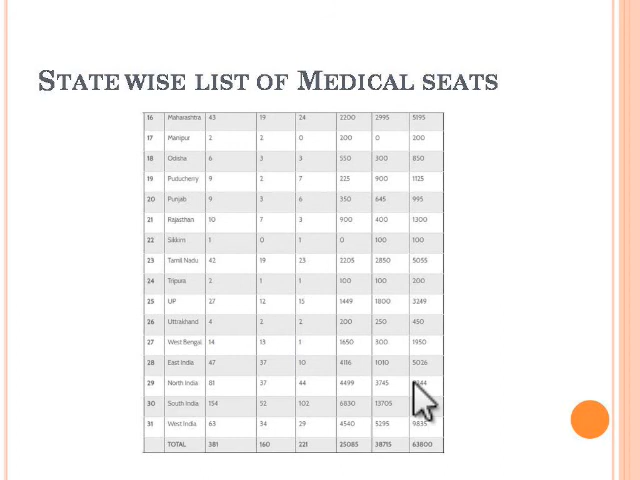 STATE WISE LIST OF MEDICAL SEATS
16 Maharashtra 43 19 24 2200 2995 5195
17 Manipur 2 2 0 200 0 200
18 Odisha 6 3 3 550 300 850
19 Puducherry 9 2 7 225 900 1125
20 Punjab 9 3 6 350 645 995
21 Rajasthan 10 7 3 900 400 1300
22 Sikkim 1 0 1 0 100 100
23 Tamil Nadu 42 19 23 2205 2850 5055
24 Tripura 2 1 1 100 100 200
25 UP 27 12 15 1449 1800 3249
26 Uttrakhand 4 2 2 200 250 450
27 West Bengal 14 13 1 1650 300 1950
28 East India 47 37 10 4116 1010 5026
29 North India 81 37 44 4499 3745
30 South India 154 52 102 6830 13705
31 West India 63 34 29 4540 5295 9835
TOTAL 381 160 221 25085 38715 63800